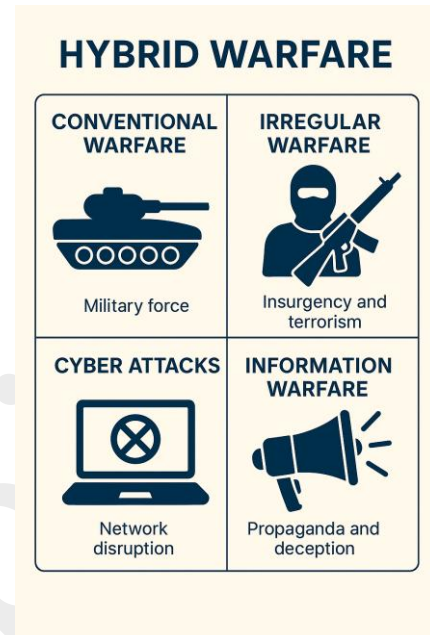 HYBRID WARFARE
CONVENTIONAL
WARFARE
Military force
IRREGULAR
WARFARE
Insurgency and
terrorism
CYBER ATTACKS
Network
disruption
INFORMATION
WARFARE
Propaganda and
deception